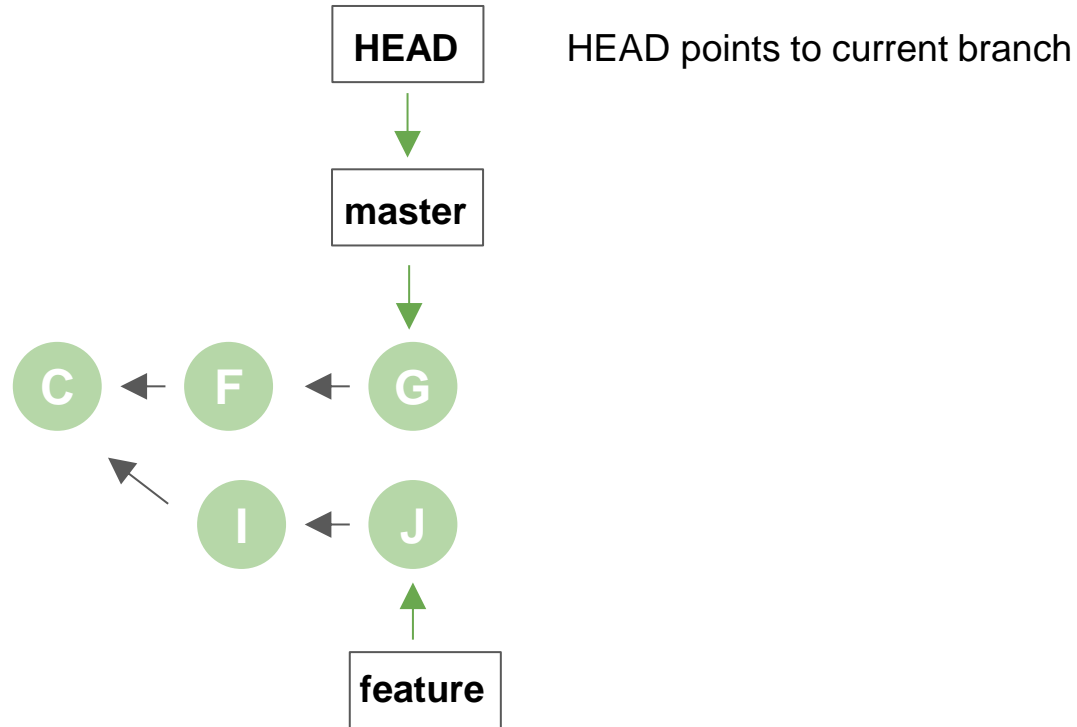 HEAD HEAD points to current branch
master
C F G
I J
feature